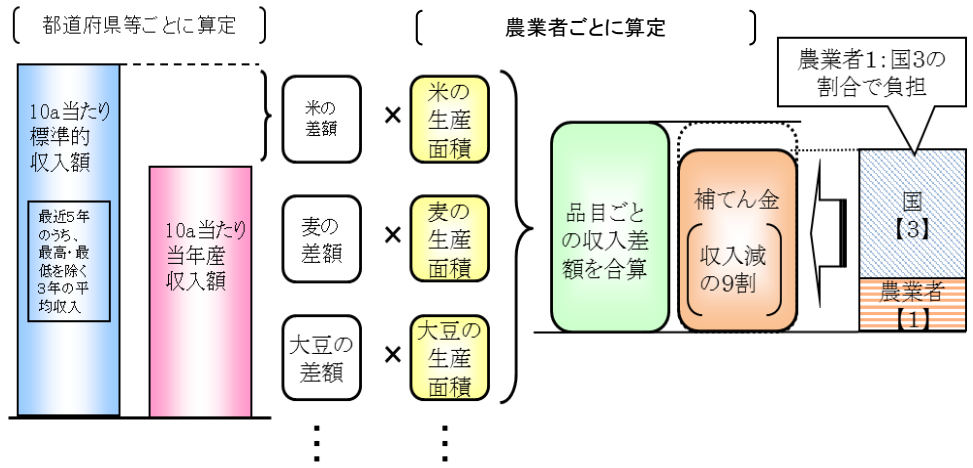 都道府県等ごとに算定
農業者ごとに算定
農業者1:国3の
割合で負担
10a当たり
標準的
収入額
最近5年
のうち、
最高・最
低を除く
3年の平
均収入
10a当たり
当年産
収入額
米の
差額
×
米の
生産
面積
麦の
差額
×
麦の
生産
面積
大豆の
差額
×
大豆の
生産
面積
品目ごと
の収入差
額を合算
補てん金
収入減
の9割
国
【3】
農業者
【1】